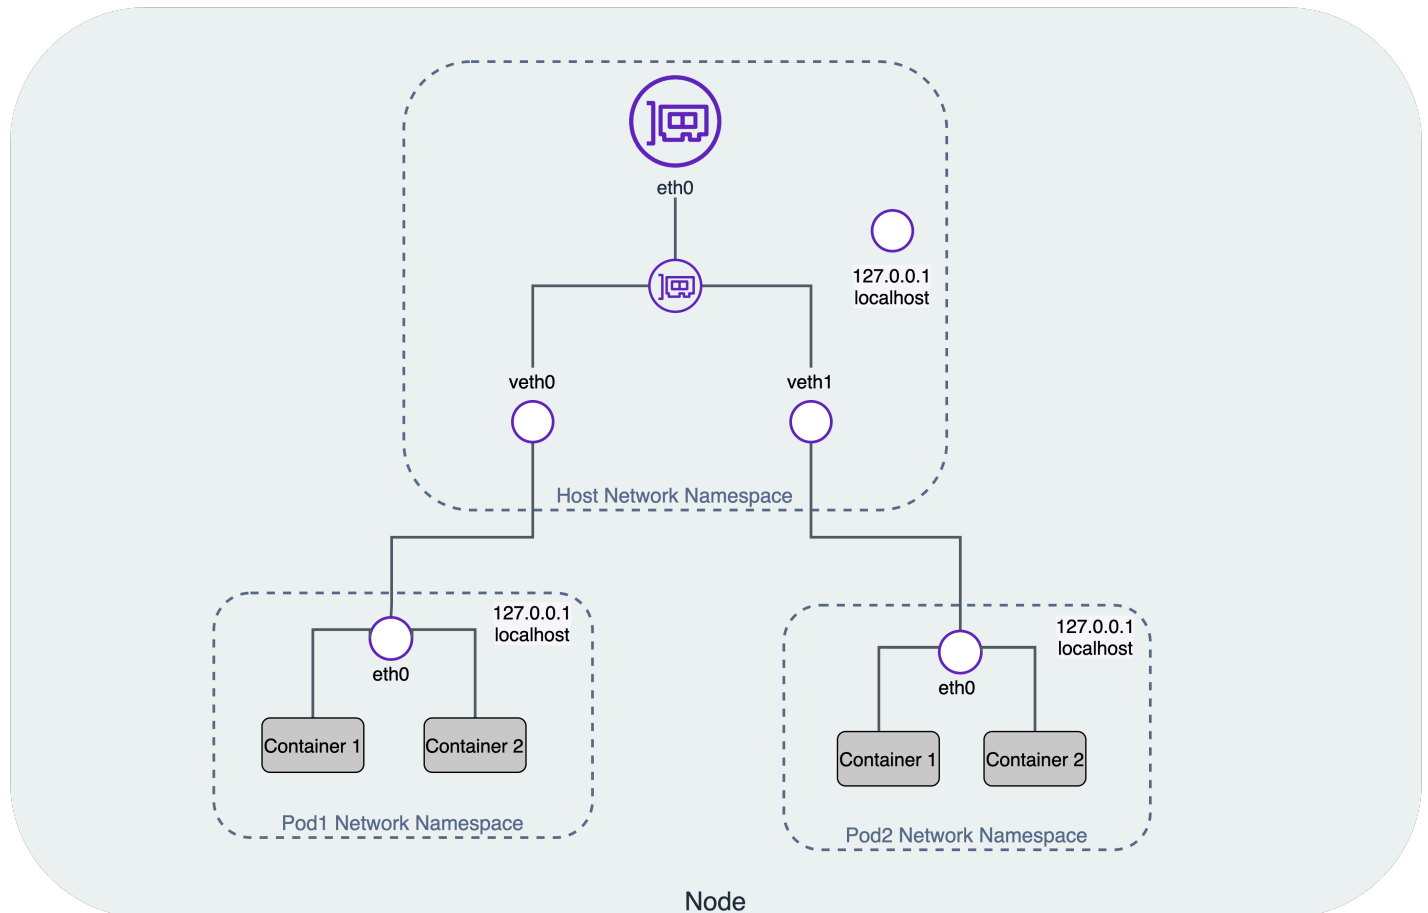 eth0
127.0.0.1
localhost
veth0
veth1
Host Network Namespace
127.0.0.1
localhost
eth0
Container 1
Container 2
Pod1 Network Namespace
127.0.0.1
localhost
eth0
Container 1
Container 2
Pod2 Network Namespace
Node